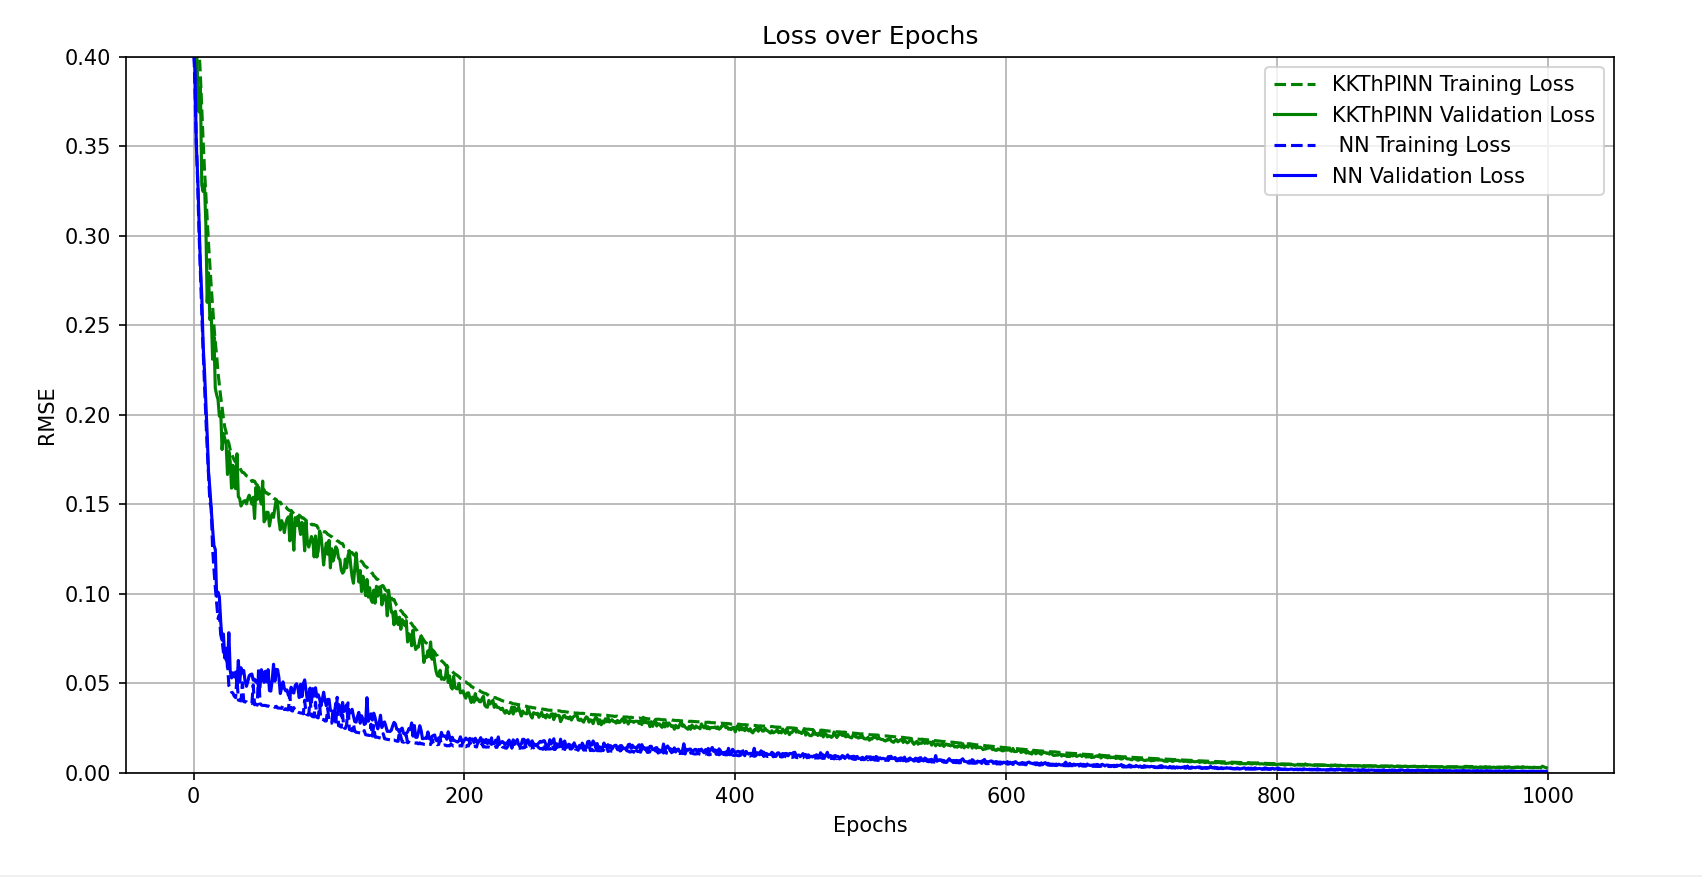 Loss over Epochs
0.40
0.35
0.30
0.25
0.20
0.15
0.10
0.05
0.00
RMSE
KKThPINN Training Loss
KKThPINN Validation Loss
NN Training Loss
NN Validation Loss
0 200 400 600 800 1000
Epochs